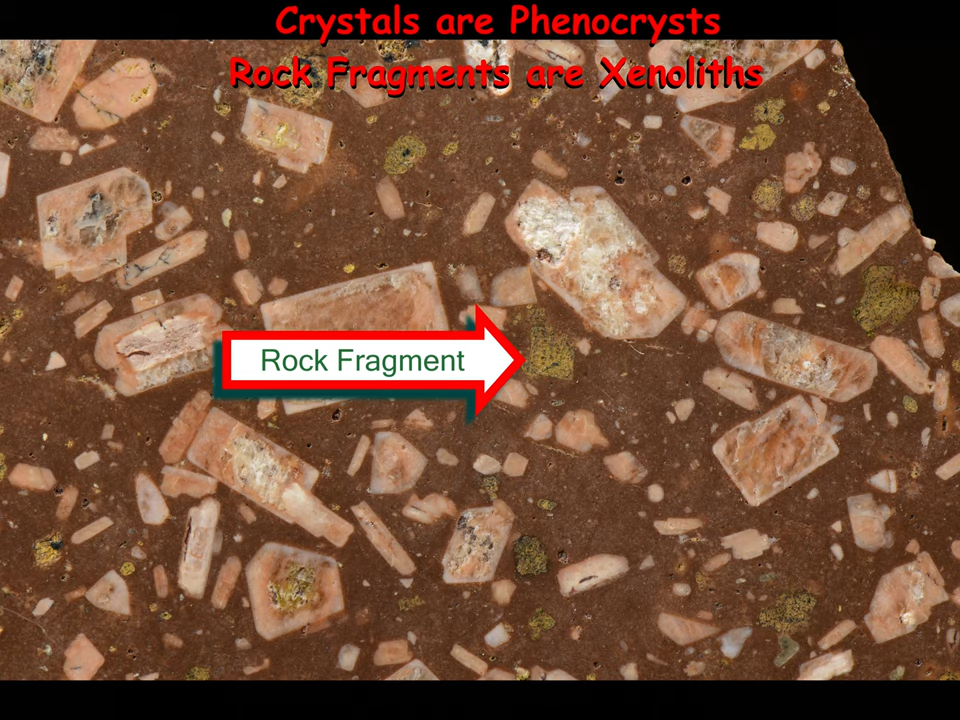 Crystals are Phenocrysts
Rock Fragments are Xenoliths
Rock Fragment